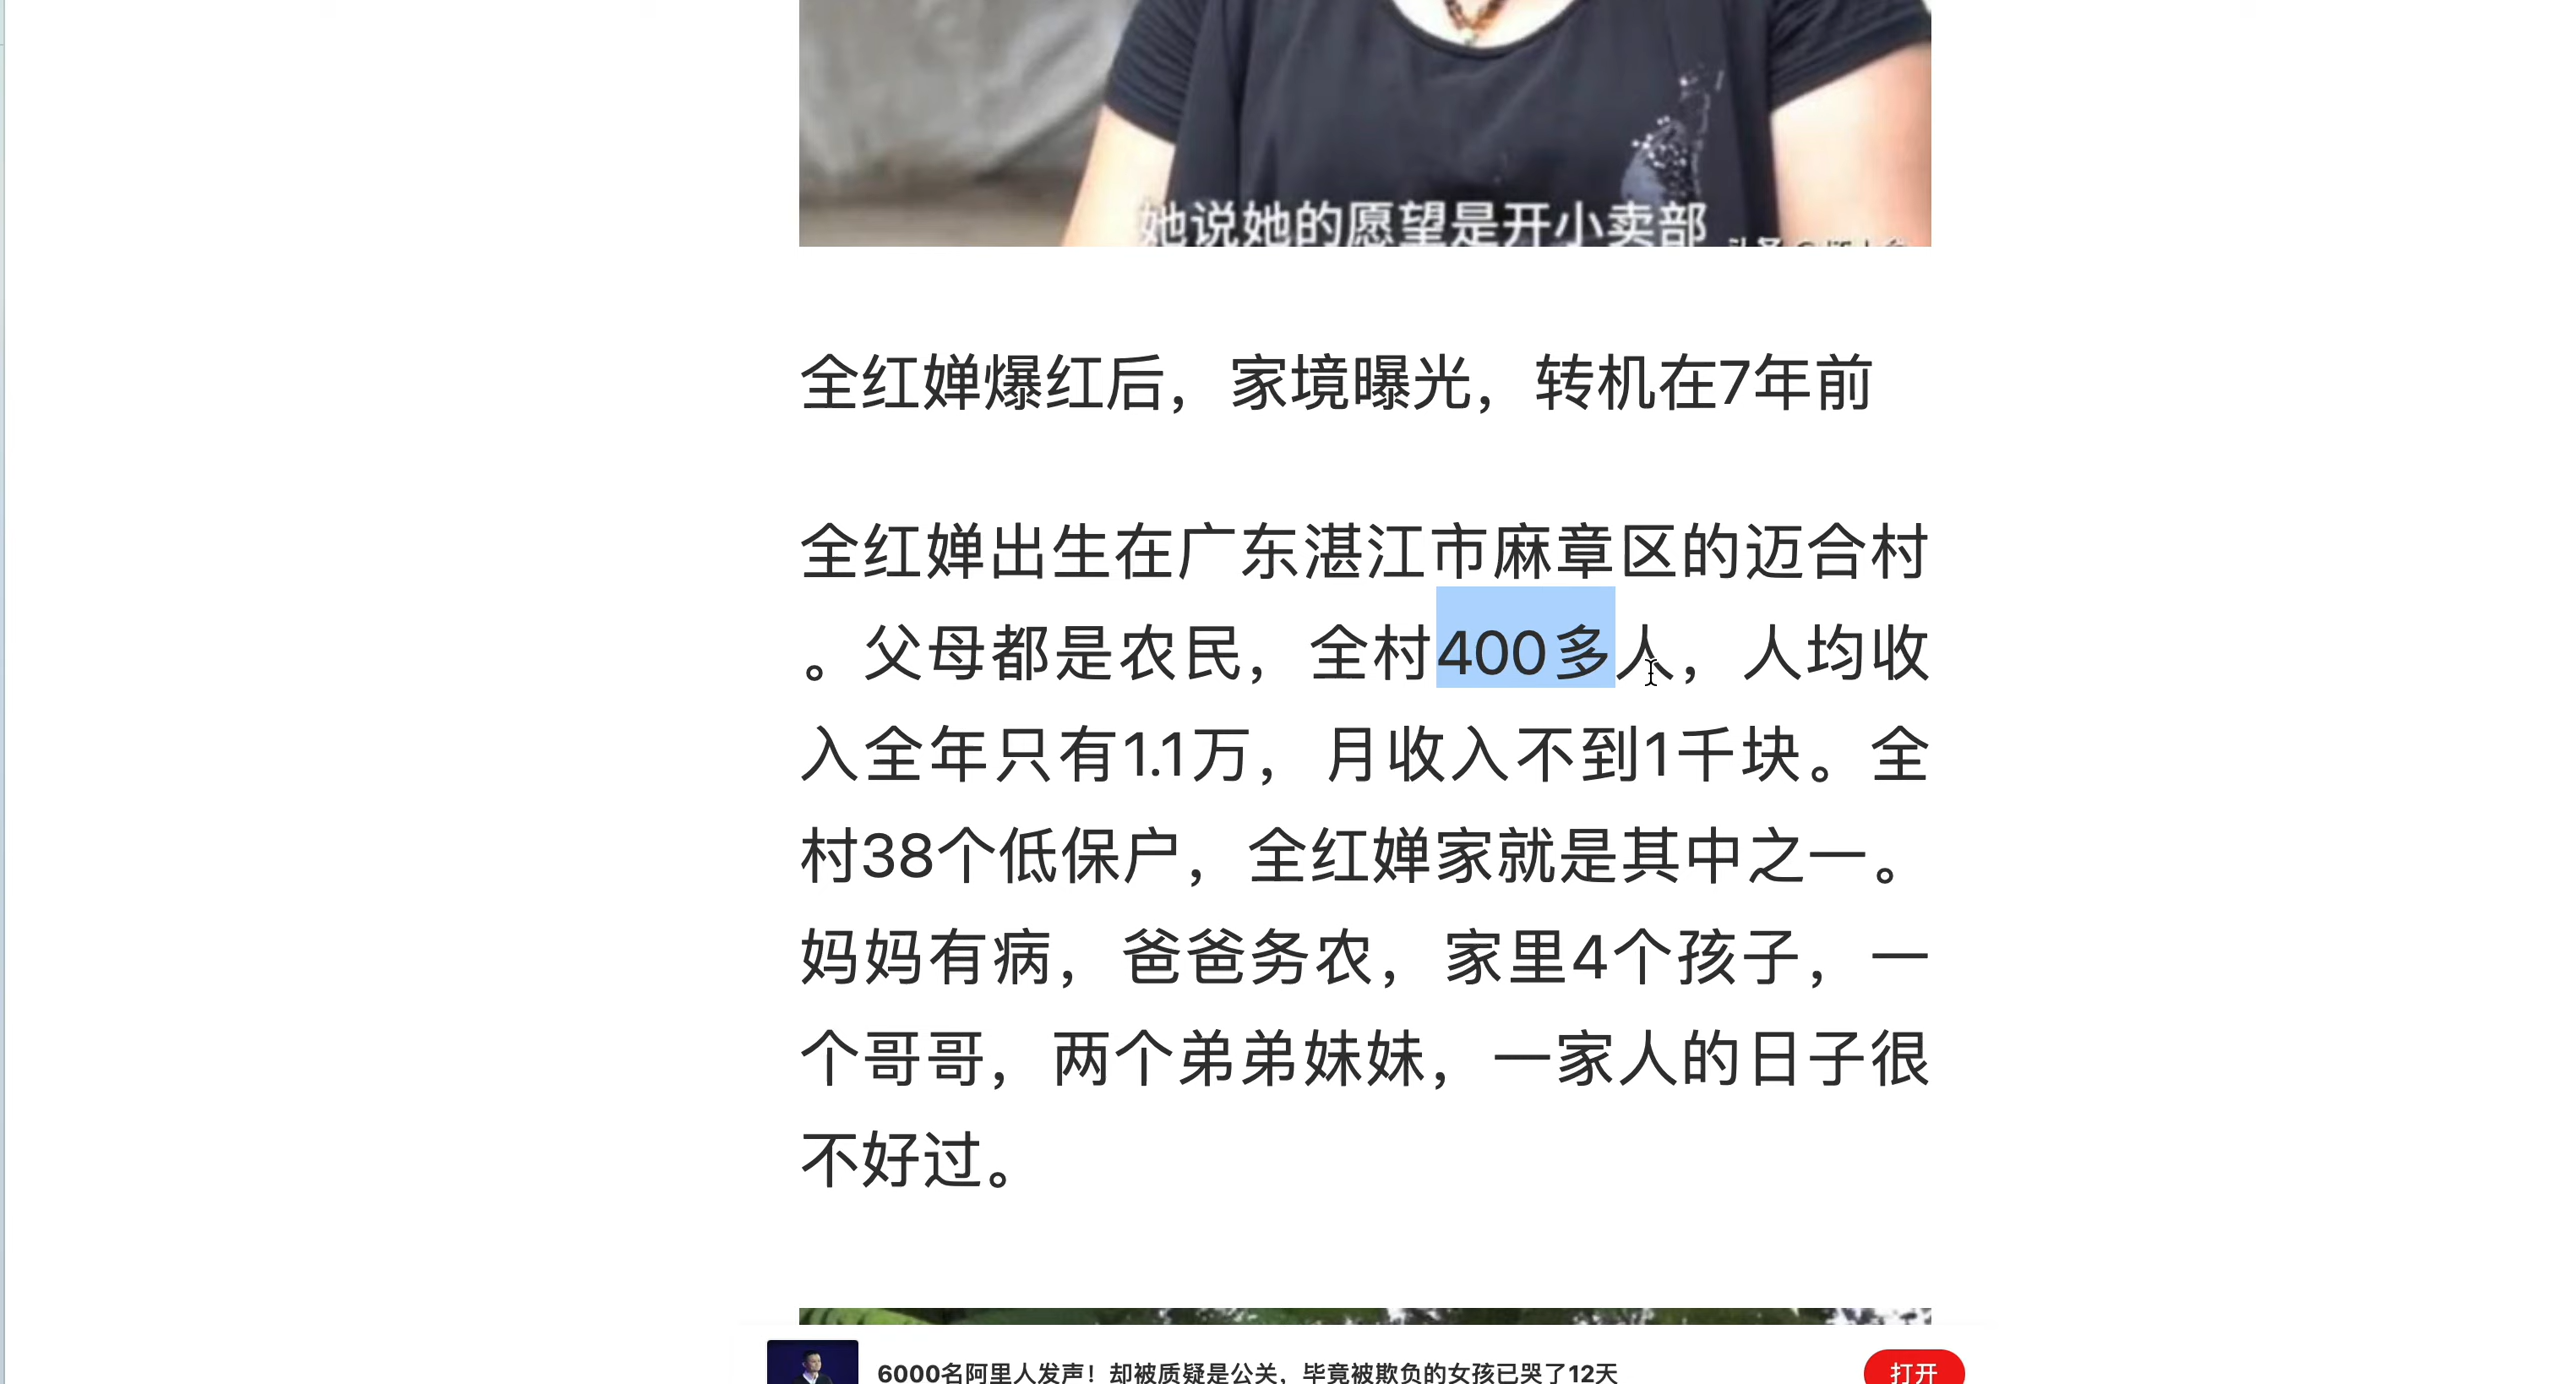 她说她的愿望是开小卖部
全红婵爆红后，家境曝光，转机在7年前
全红婵出生在广东湛江市麻章区的迈合村
。父母都是农民，全村400多人，人均收
入全年只有1.1万，月收入不到1千块。全
村38个低保户，全红婵家就是其中之一。
妈妈有病，爸爸务农，家里4个孩子，一
个哥哥，两个弟弟妹妹，一家人的日子很
不好过。
6000名阿里人发声！却被质疑是公关，毕竟被欺负的女孩已哭了12天
打开